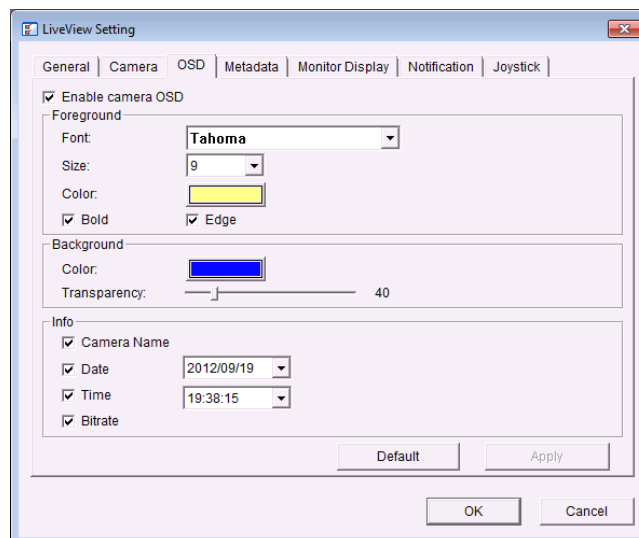 LiveView Setting
General Camera OSD Metadata Monitor Display Notification Joystick
Enable camera OSD
Foreground
Font: Tahoma
Size: 9
Color:
Bold Edge
Background
Color:
Transparency: 40
Info
Camera Name
Date 2012/09/19
Time 19:38:15
Bitrate
Default Apply
OK Cancel